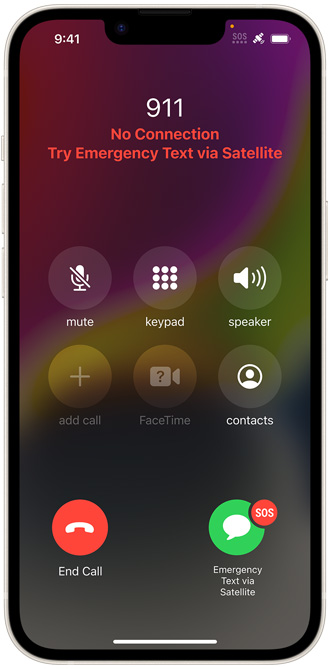 9:41
SOS
911
No Connection
Try Emergency Text via Satellite
mute
keypad
speaker
add call
FaceTime
contacts
SOS
End Call
Emergency
Text via
Satellite